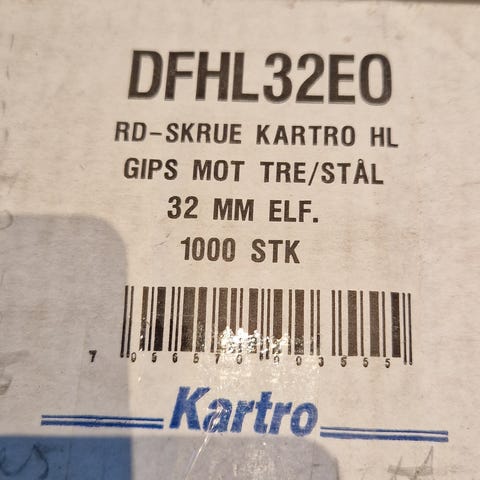 DFHL32EO
RD-SKRUE KARTRO HL
GIPS MOT TRE/STÅL
32 MM ELF.
1000 STK
Kartro